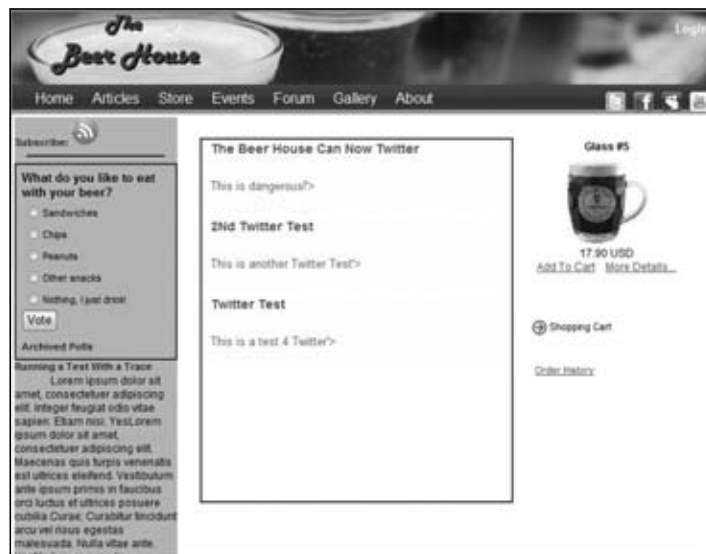 The
Beer House
Login
Home Articles Store Events Forum Gallery About
Subscribe:
What do you like to eat
with your beer?
Sandwiches
Chips
Peanuts
Other snacks
Nothing, I just drink!
Vote
Archived Polls
Running a Test With a Trace
Lorem ipsum dolor sit
amet, consectetuer adipiscing
elit. Integer feugiat odio vitae
sapien. Etiam nisi. YesLorem
ipsum dolor sit amet,
consectetuer adipiscing elit.
Maecenas quis turpis venenatis
est ultrices eleifend. Vestibulum
ante ipsum primis in faucibus
orci luctus et ultrices posuere
cubilia Curae; Curabitur tincidunt
arcu vel risus egestas
malesuada. Nulla vitae ante.
The Beer House Can Now Twitter
This is dangerous!'>
2Nd Twitter Test
This is another Twitter Test'>
Twitter Test
This is a test 4 Twitter'>
Glass #5
17.90 USD
Add To Cart More Details...
Shopping Cart
Order History